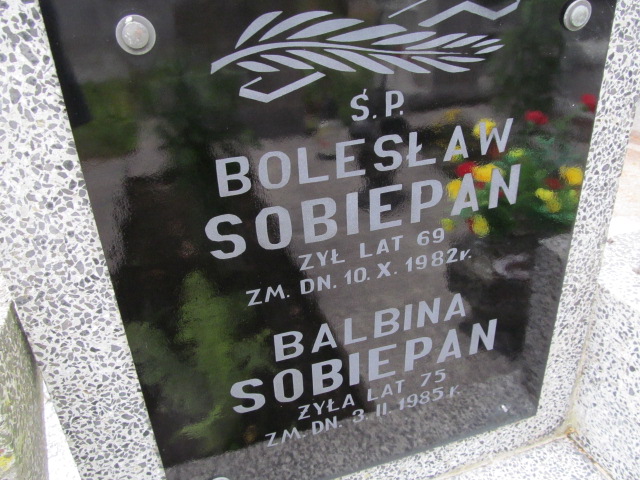 Ś.P.
BOLESŁAW
SOBIEPAN
ŻYŁ LAT 69
ZM. DN. 10. X. 1982r.
BALBINA
SOBIEPAN
ŻYŁA LAT 75
ZM. DN. 3. II. 1985 r.